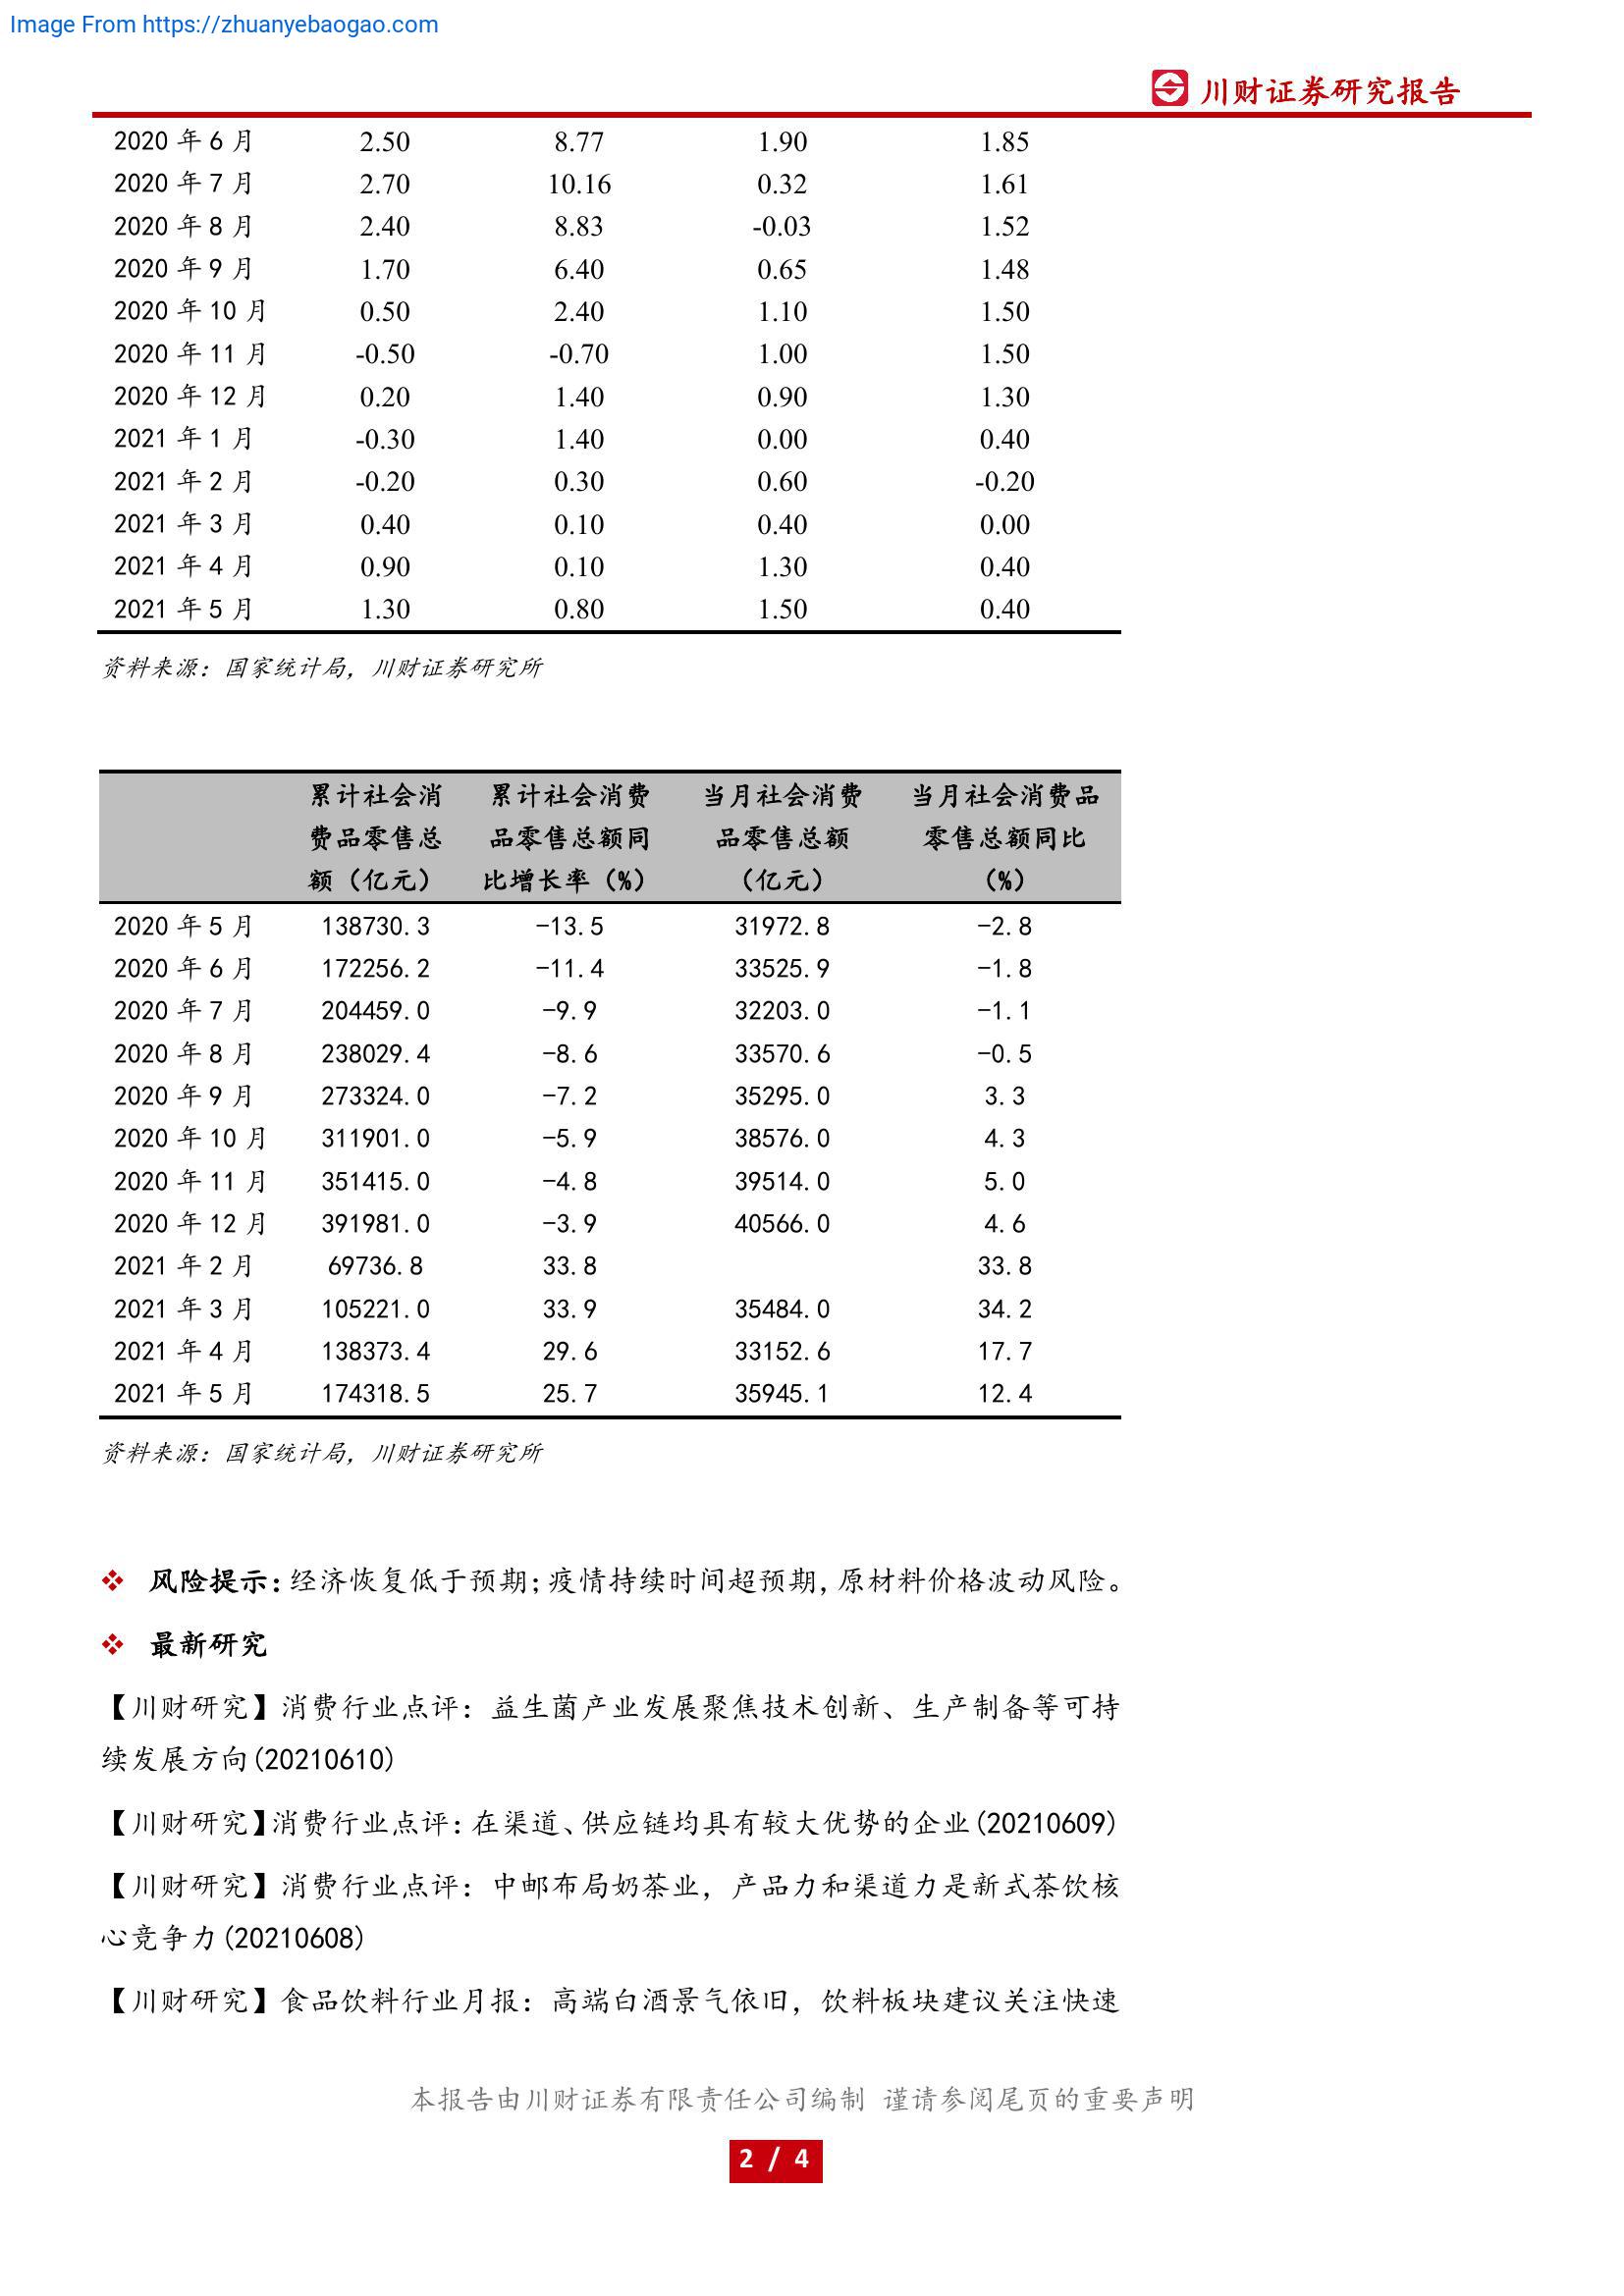 Image From https://zhuanyebaogao.com
川财证券研究报告
2020 年 6 月 2.50 8.77 1.90 1.85
2020 年 7 月 2.70 10.16 0.32 1.61
2020 年 8 月 2.40 8.83 -0.03 1.52
2020 年 9 月 1.70 6.40 0.65 1.48
2020 年 10 月 0.50 2.40 1.10 1.50
2020 年 11 月 -0.50 -0.70 1.00 1.50
2020 年 12 月 0.20 1.40 0.90 1.30
2021 年 1 月 -0.30 1.40 0.00 0.40
2021 年 2 月 -0.20 0.30 0.60 -0.20
2021 年 3 月 0.40 0.10 0.40 0.00
2021 年 4 月 0.90 0.10 1.30 0.40
2021 年 5 月 1.30 0.80 1.50 0.40
资料来源：国家统计局，川财证券研究所
累计社会消 累计社会消费 当月社会消费 当月社会消费品
费品零售总 品零售总额同 品零售总额 零售总额同比
额（亿元） 比增长率（%） （亿元） （%）
2020 年 5 月 138730.3 -13.5 31972.8 -2.8
2020 年 6 月 172256.2 -11.4 33525.9 -1.8
2020 年 7 月 204459.0 -9.9 32203.0 -1.1
2020 年 8 月 238029.4 -8.6 33570.6 -0.5
2020 年 9 月 273324.0 -7.2 35295.0 3.3
2020 年 10 月 311901.0 -5.9 38576.0 4.3
2020 年 11 月 351415.0 -4.8 39514.0 5.0
2020 年 12 月 391981.0 -3.9 40566.0 4.6
2021 年 2 月 69736.8 33.8 33.8
2021 年 3 月 105221.0 33.9 35484.0 34.2
2021 年 4 月 138373.4 29.6 33152.6 17.7
2021 年 5 月 174318.5 25.7 35945.1 12.4
资料来源：国家统计局，川财证券研究所
❖ 风险提示：经济恢复低于预期；疫情持续时间超预期，原材料价格波动风险。
❖ 最新研究
【川财研究】消费行业点评：益生菌产业发展聚焦技术创新、生产制备等可持
续发展方向(20210610)
【川财研究】消费行业点评：在渠道、供应链均具有较大优势的企业(20210609)
【川财研究】消费行业点评：中邮布局奶茶业，产品力和渠道力是新式茶饮核
心竞争力(20210608)
【川财研究】食品饮料行业月报：高端白酒景气依旧，饮料板块建议关注快速
本报告由川财证券有限责任公司编制 谨请参阅尾页的重要声明
2 / 4